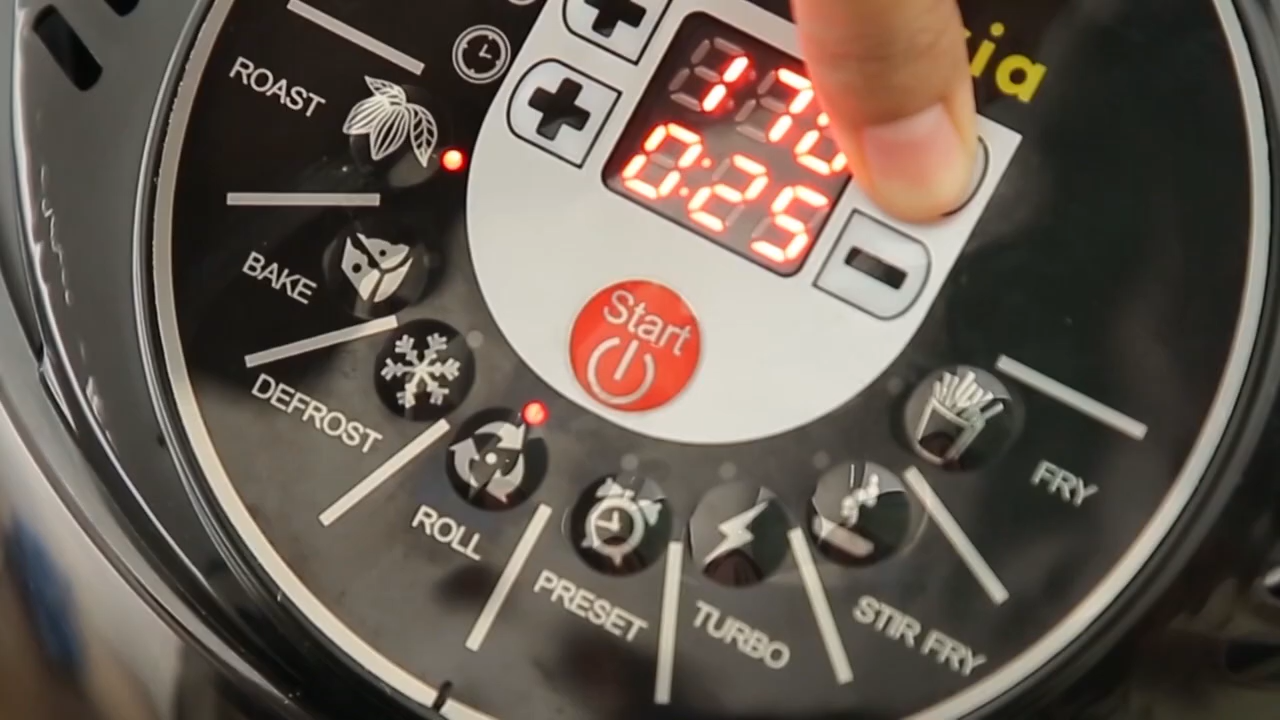 ROAST
BAKE
DEFROST
ROLL
PRESET
TURBO
STIR FRY
FRY
0:25
Start